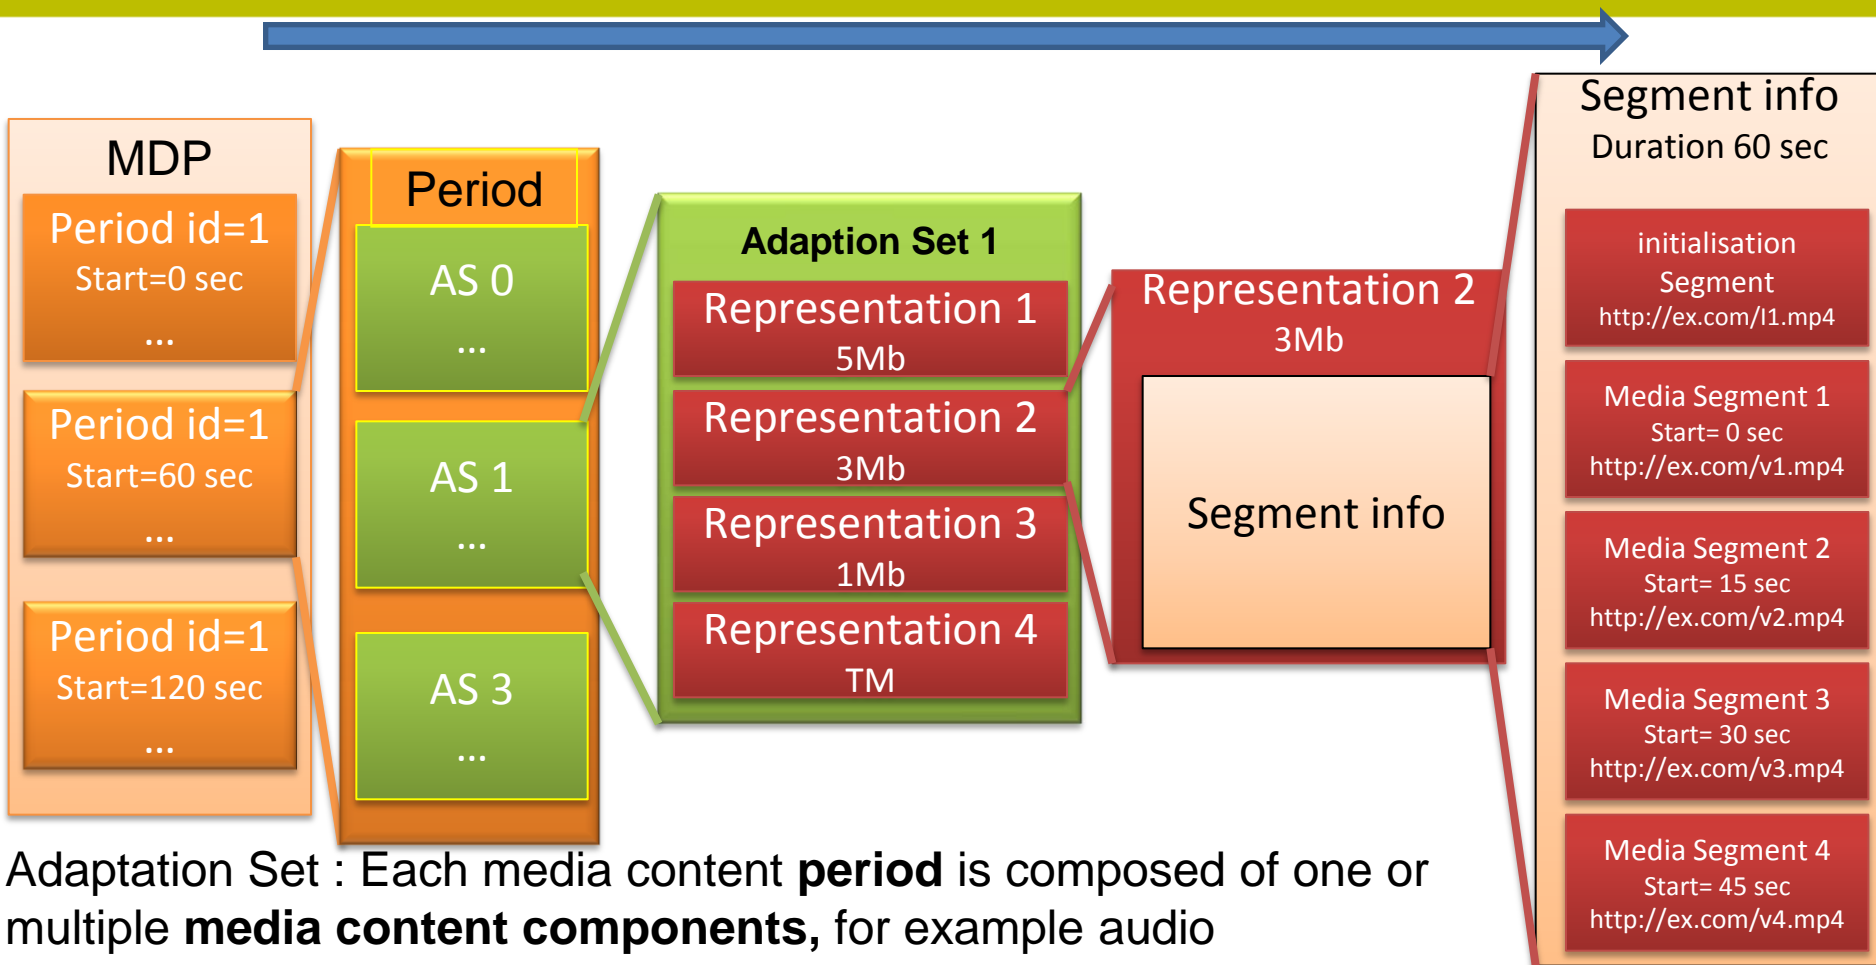 MDP
Period id=1
Start=0 sec
...
Period id=1
Start=60 sec
...
Period id=1
Start=120 sec
...
Period
AS 0
...
AS 1
...
AS 3
...
Adaption Set 1
Representation 1
5Mb
Representation 2
3Mb
Representation 3
1Mb
Representation 4
TM
Representation 2
3Mb
Segment info
Segment info
Duration 60 sec
initialisation
Segment
http://ex.com/I1.mp4
Media Segment 1
Start= 0 sec
http://ex.com/v1.mp4
Media Segment 2
Start= 15 sec
http://ex.com/v2.mp4
Media Segment 3
Start= 30 sec
http://ex.com/v3.mp4
Media Segment 4
Start= 45 sec
http://ex.com/v4.mp4
Adaptation Set : Each media content period is composed of one or
multiple media content components, for example audio